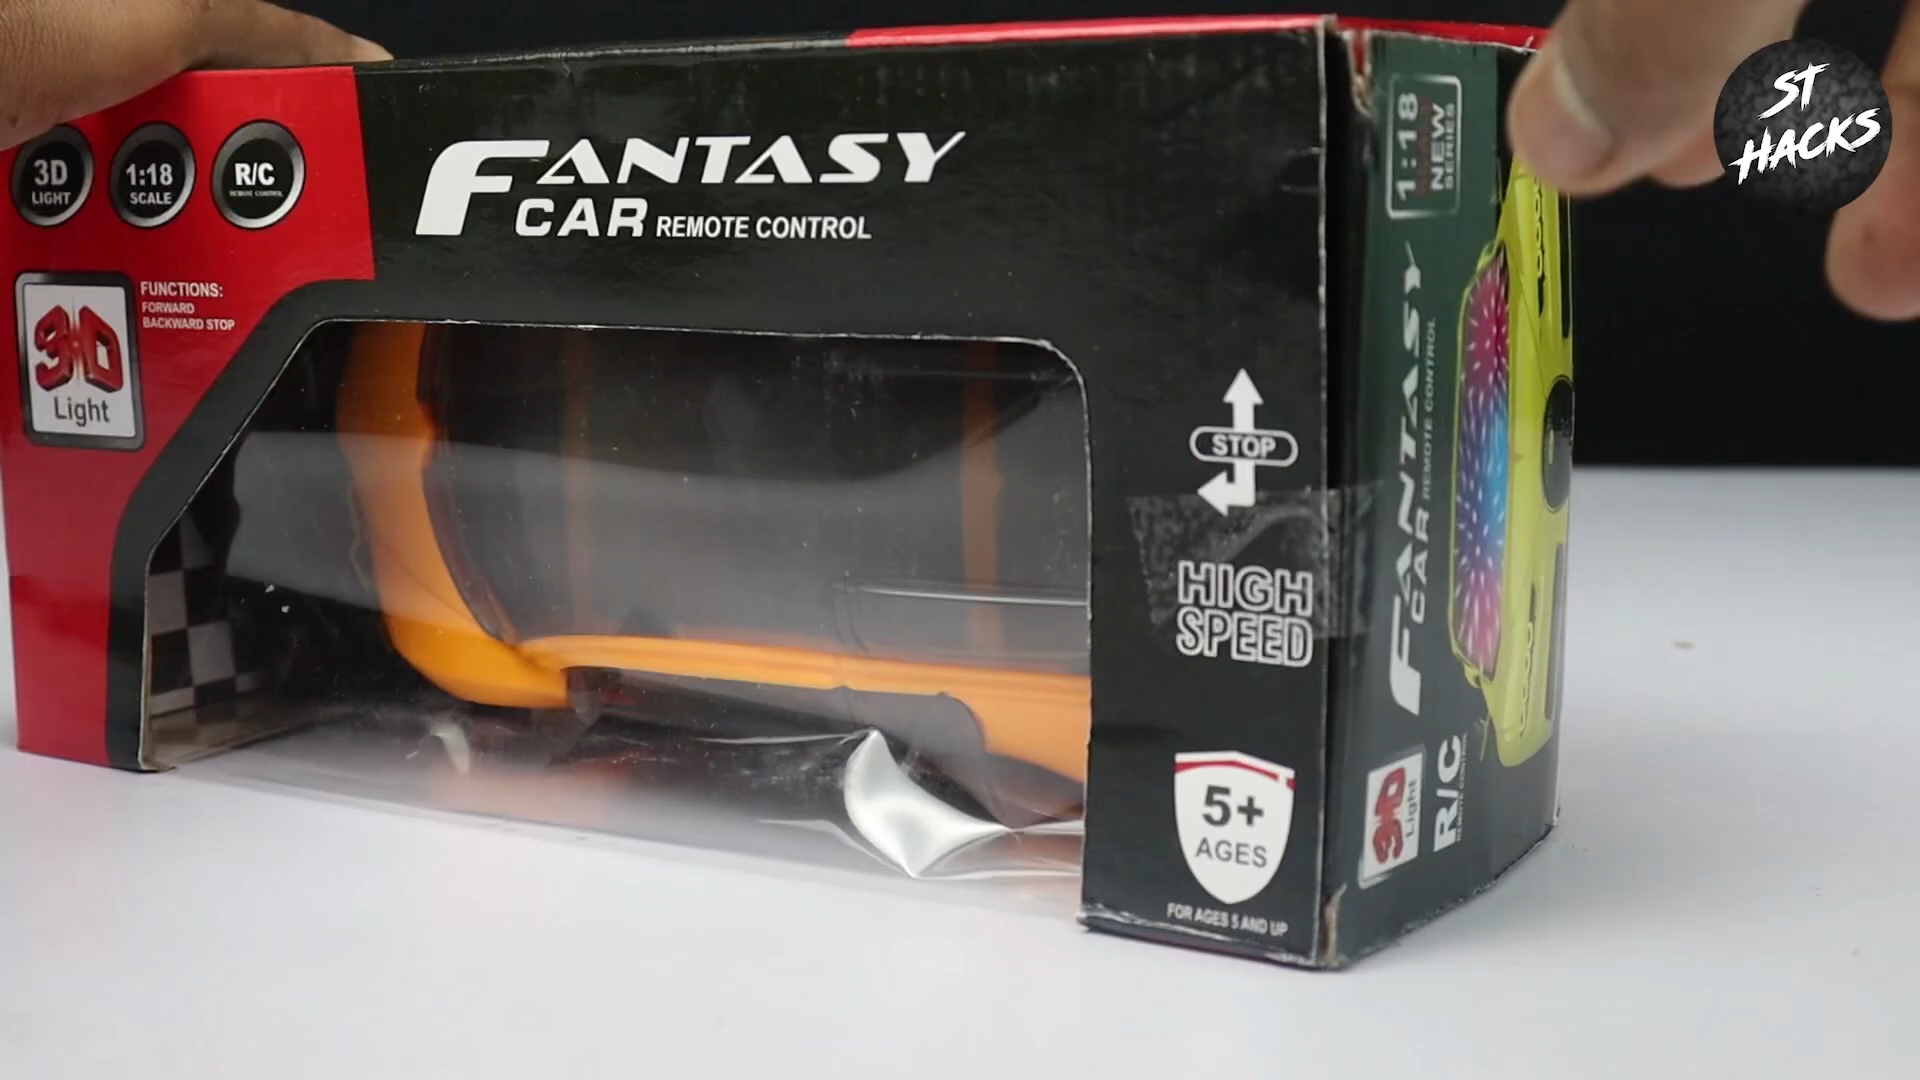 3D
LIGHT
1:18
SCALE
R/C
REMOTE CONTROL
FANTASY
CAR REMOTE CONTROL
3D
Light
FUNCTIONS:
FORWARD
BACKWARD STOP
STOP
HIGH
SPEED
5+
AGES
FOR AGES 5 AND UP
1:18
NEW
SERIES
FANTASY
CAR REMOTE CONTROL
3D
Light
R/C
REMOTE CONTROL
ST
HACKS